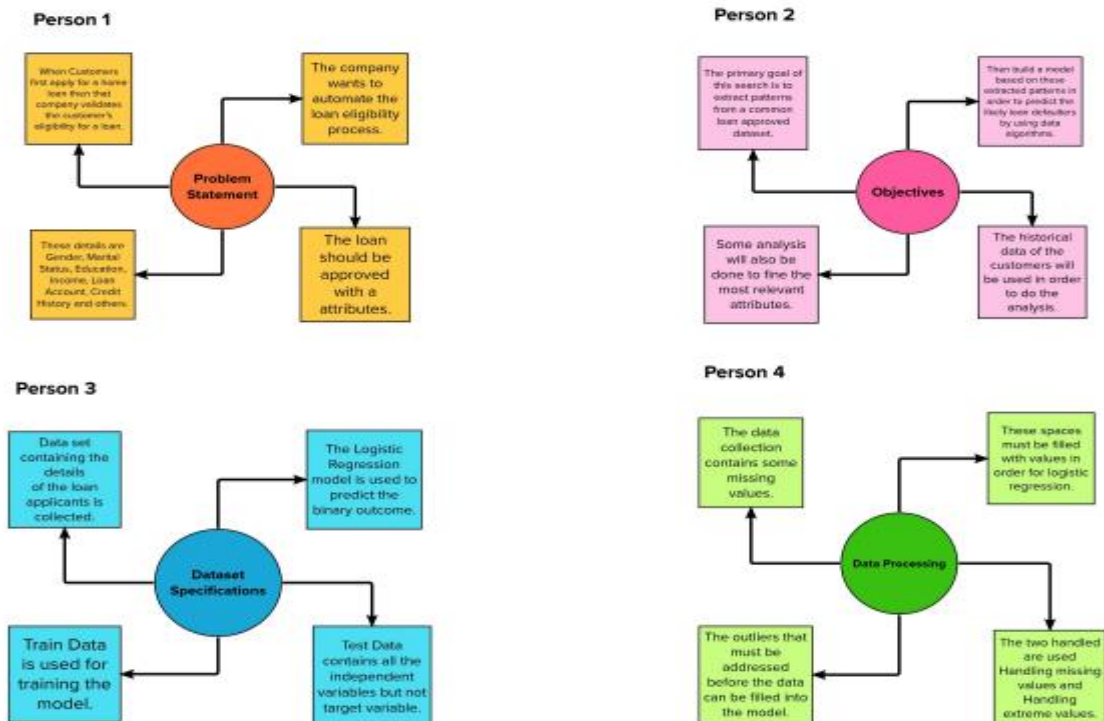 Person 1
When Customers
first apply for a home
loan then that
company validates
the customer's
eligibility for a loan.
The company
wants to
automate the
loan eligibility
process.
Problem
Statement
These details are
Gender, Marital
Status, Education,
Income, Loan
Account, Credit
History and others.
The loan
should be
approved
with a
attributes.
Person 2
The primary goal of
this search is to
extract patterns
from a common
loan approved
dataset.
Then build a model
based on these
extracted patterns in
order to predict the
likely loan defaulters
by using data
algorithms.
Objectives
Some analysis
will also be
done to fine the
most relevant
attributes.
The historical
data of the
customers will
be used in order
to do the
analysis.
Person 3
Data set
containing the
details
of the loan
applicants is
collected.
The Logistic
Regression
model is used to
predict the
binary outcome.
Dataset
Specifications
Train Data
is used for
training the
model.
Test Data
contains all the
independent
variables but not
target variable.
Person 4
The data
collection
contains some
missing
values.
These spaces
must be filled
with values in
order for logistic
regression.
Data Processing
The outliers that
must be
addressed
before the data
can be filled into
the model.
The two handled
are used
Handling missing
values and
Handling
extreme values.